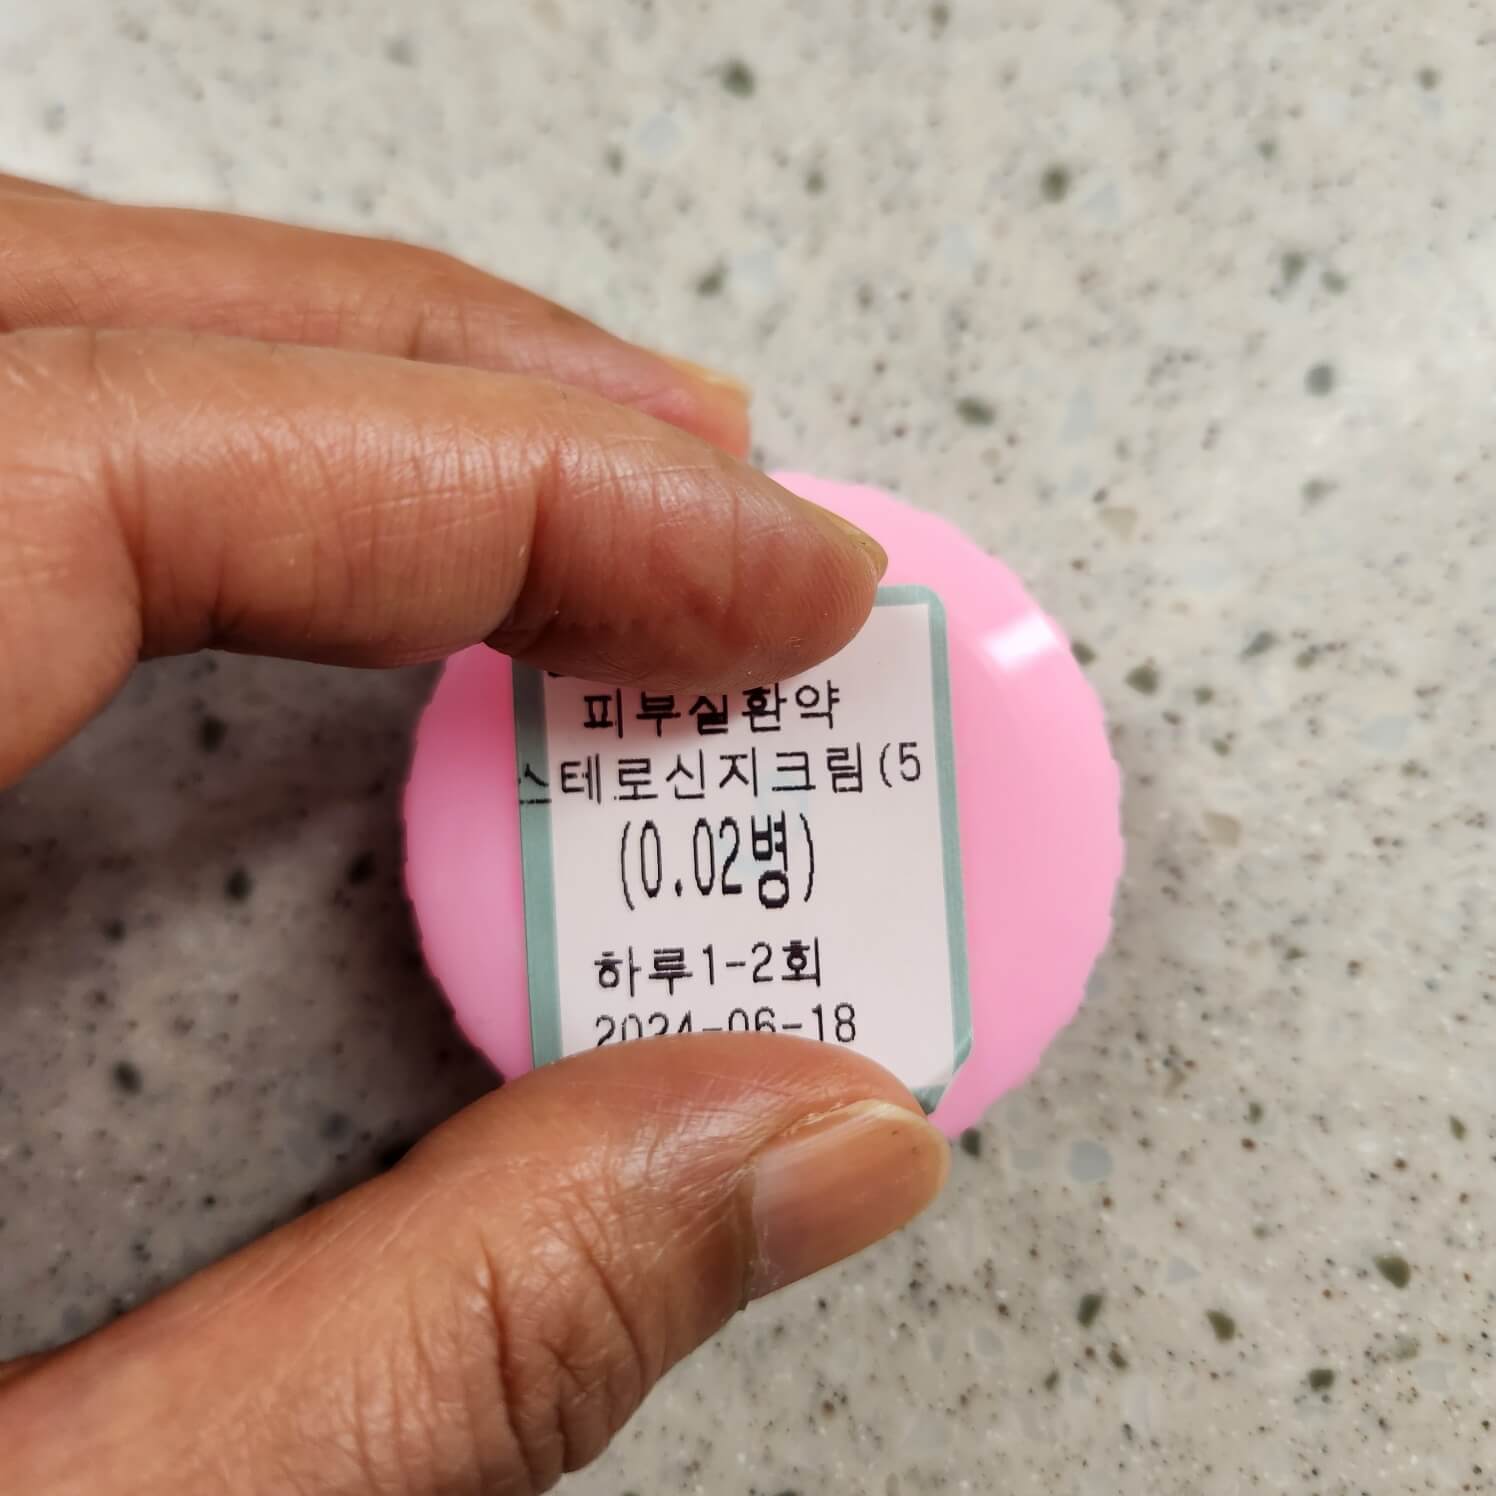 피부질환약
스테로신지크림(5
(0.02병)
하루1-2회
2024-06-18